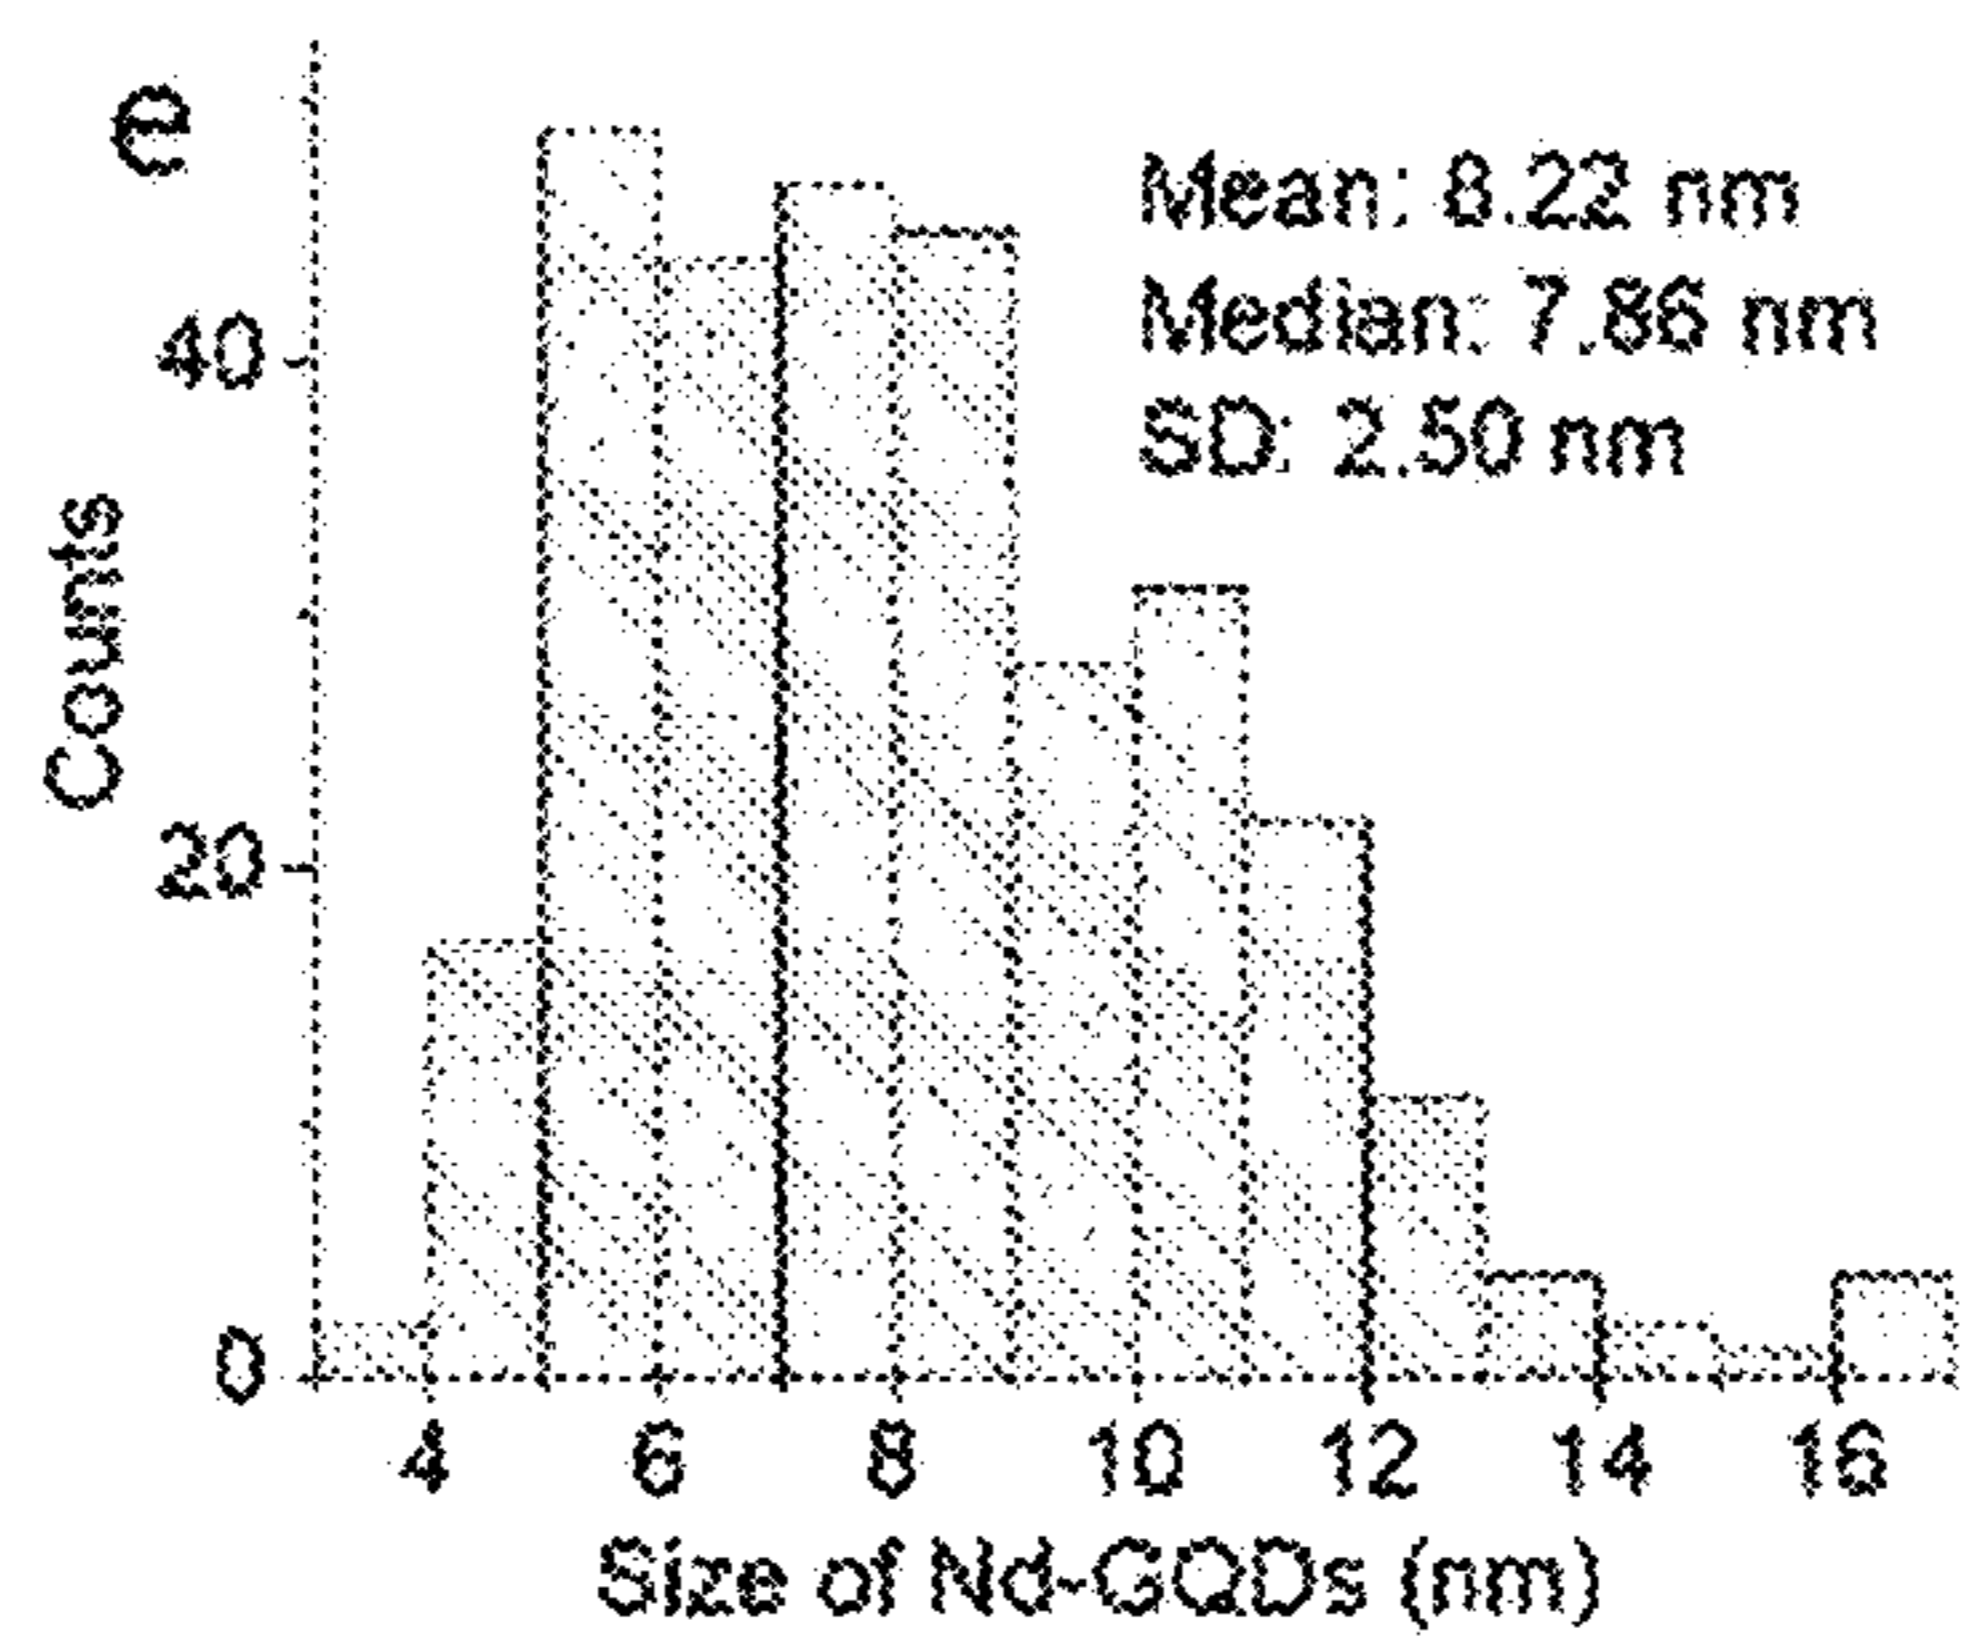 e
Mean: 8.22 nm
Median: 7.86 nm
SD: 2.50 nm
40
20
0
Counts
4 6 8 10 12 14 16
Size of Nd-GQDs (nm)